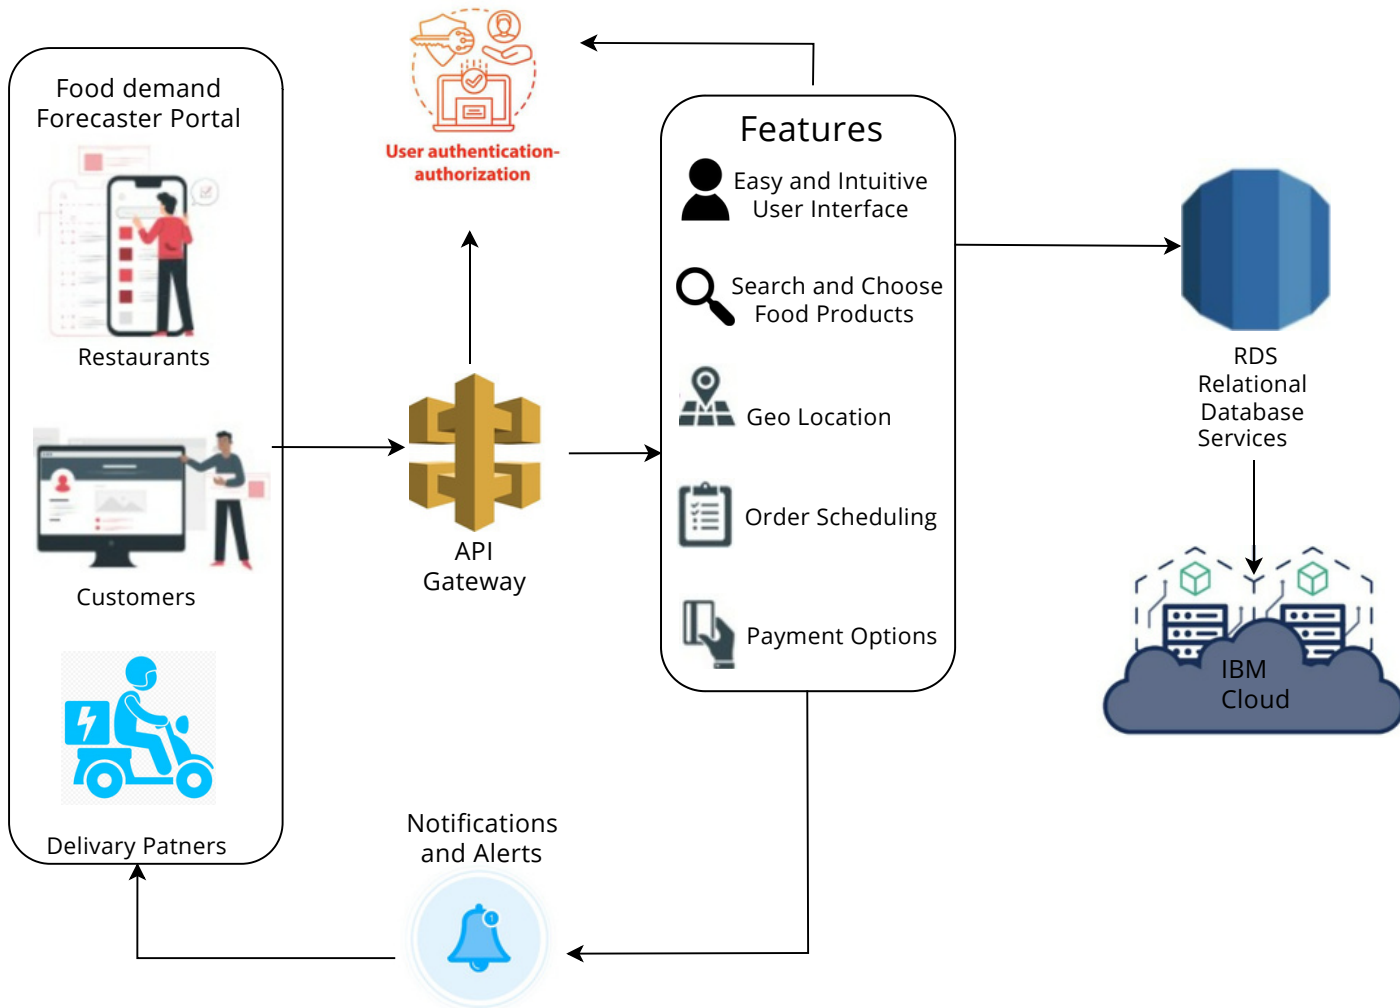 Food demand
Forecaster Portal
Restaurants
Customers
Delivary Patners
User authentication-
authorization
API
Gateway
Notifications
and Alerts
1
Features
Easy and Intuitive
User Interface
Search and Choose
Food Products
Geo Location
Order Scheduling
Payment Options
RDS
Relational
Database
Services
IBM
Cloud